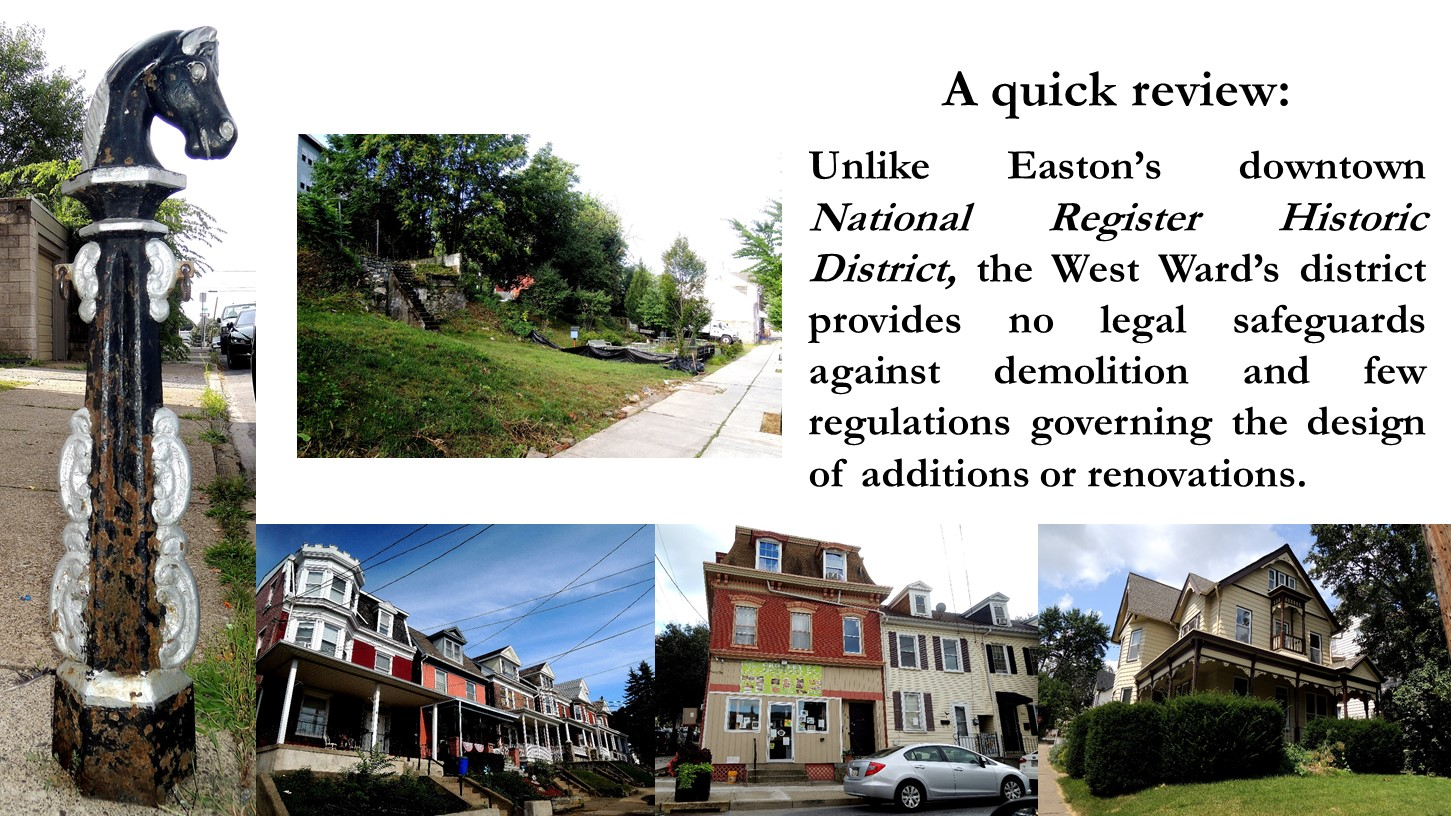 A quick review:
Unlike Easton’s downtown
National Register Historic
District, the West Ward’s district
provides no legal safeguards
against demolition and few
regulations governing the design
of additions or renovations.